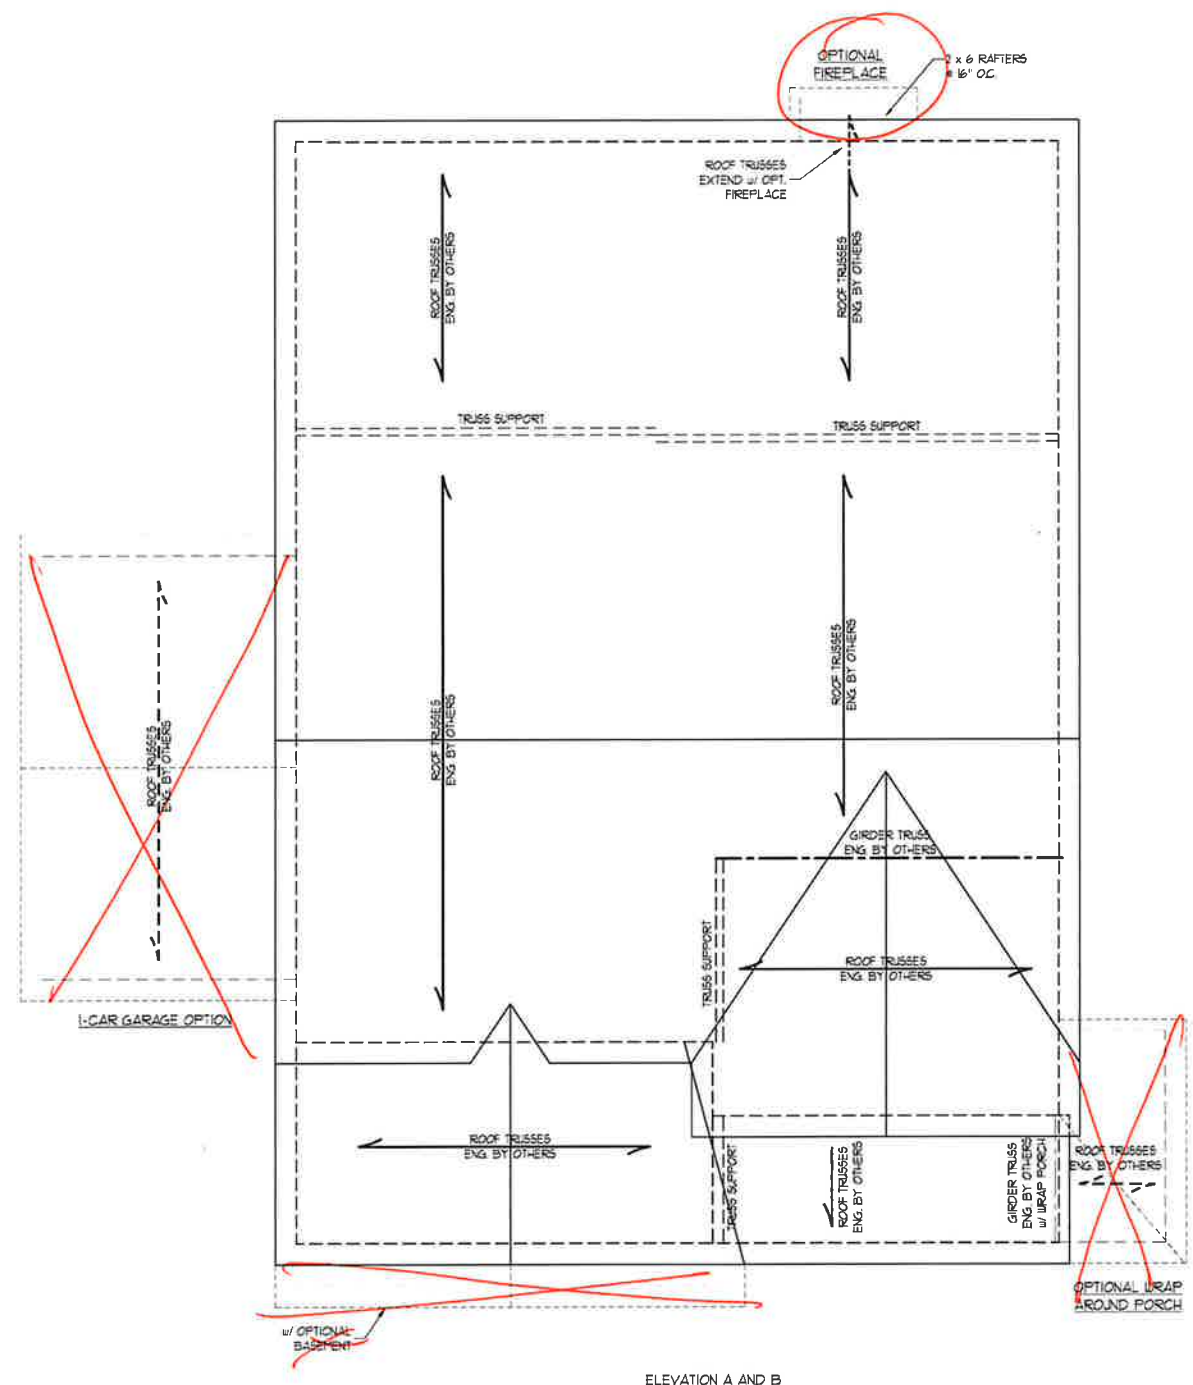 OPTIONAL
FIREPLACE
2 x 6 RAFTERS
@ 16" O.C.
ROOF TRUSSES
EXTEND w/ OPT.
FIREPLACE
ROOF TRUSSES
ENG. BY OTHERS
ROOF TRUSSES
ENG. BY OTHERS
TRUSS SUPPORT
TRUSS SUPPORT
ROOF TRUSSES
ENG. BY OTHERS
ROOF TRUSSES
ENG. BY OTHERS
ROOF TRUSSES
ENG. BY OTHERS
GIRDER TRUSS
ENG. BY OTHERS
TRUSS SUPPORT
ROOF TRUSSES
ENG. BY OTHERS
1-CAR GARAGE OPTION
ROOF TRUSSES
ENG. BY OTHERS
TRUSS SUPPORT
ROOF TRUSSES
ENG. BY OTHERS
GIRDER TRUSS
ENG. BY OTHERS
w/ WRAP PORCH
ROOF TRUSSES
ENG. BY OTHERS
OPTIONAL WRAP
AROUND PORCH
w/ OPTIONAL
BASEMENT
ELEVATION A AND B